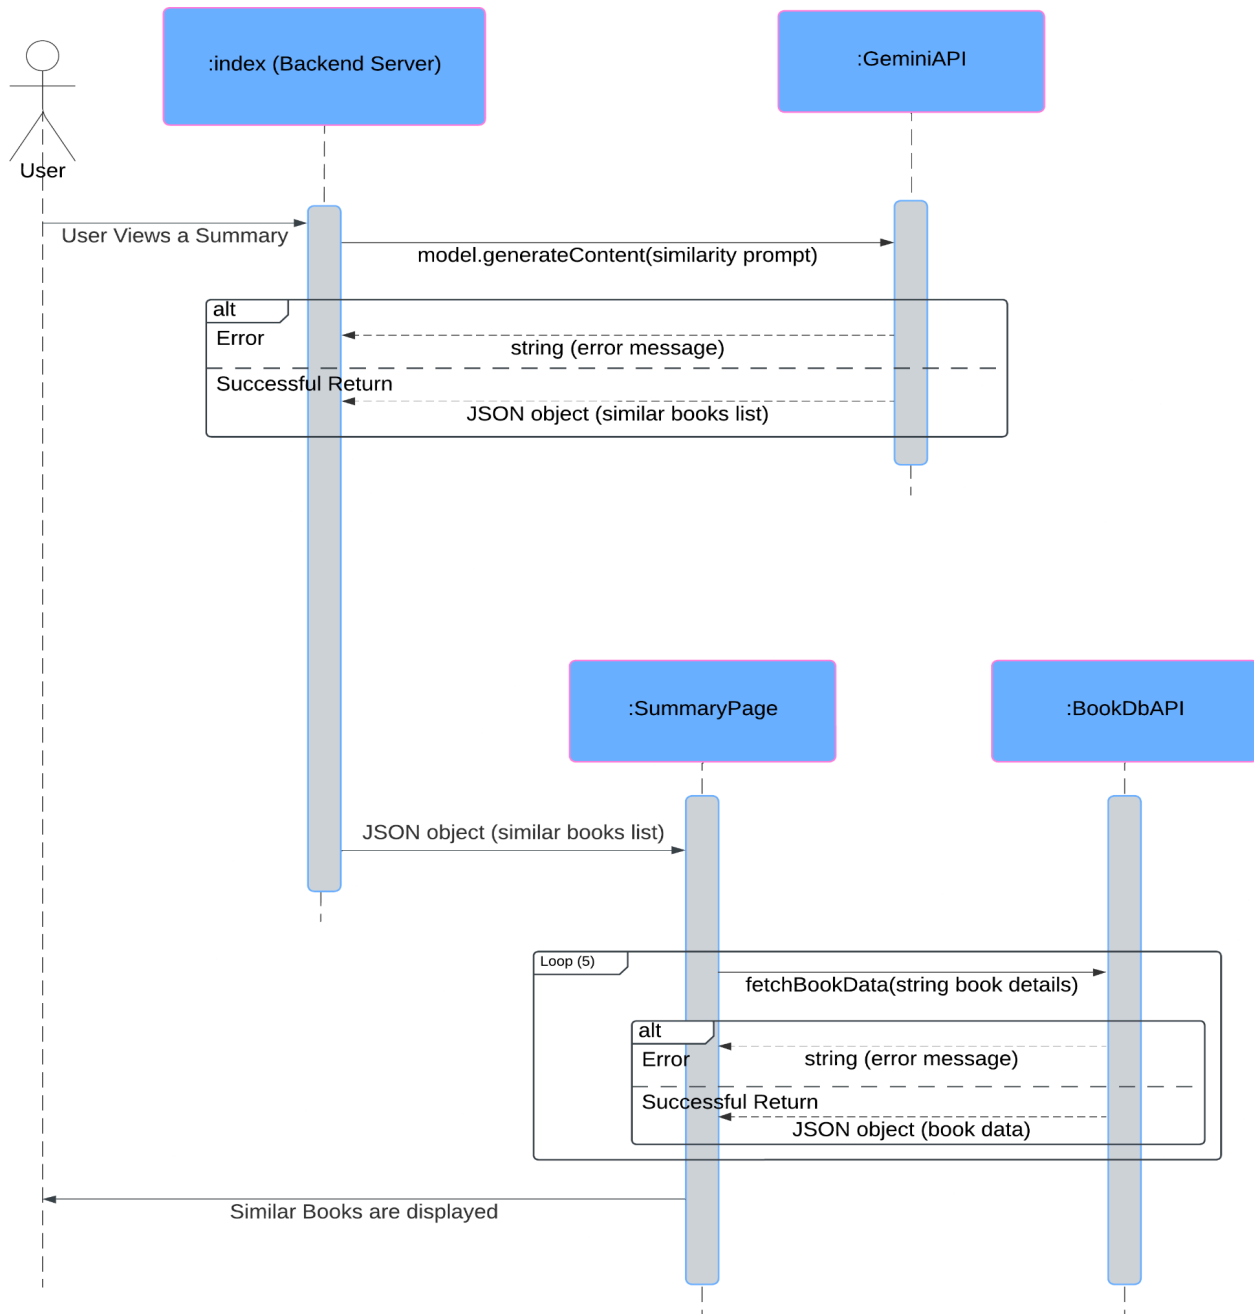 :index (Backend Server)
:GeminiAPI
User
User Views a Summary
model.generateContent(similarity prompt)
alt
Error
string (error message)
Successful Return
JSON object (similar books list)
:SummaryPage
:BookDbAPI
JSON object (similar books list)
Loop (5)
fetchBookData(string book details)
alt
Error
string (error message)
Successful Return
JSON object (book data)
Similar Books are displayed